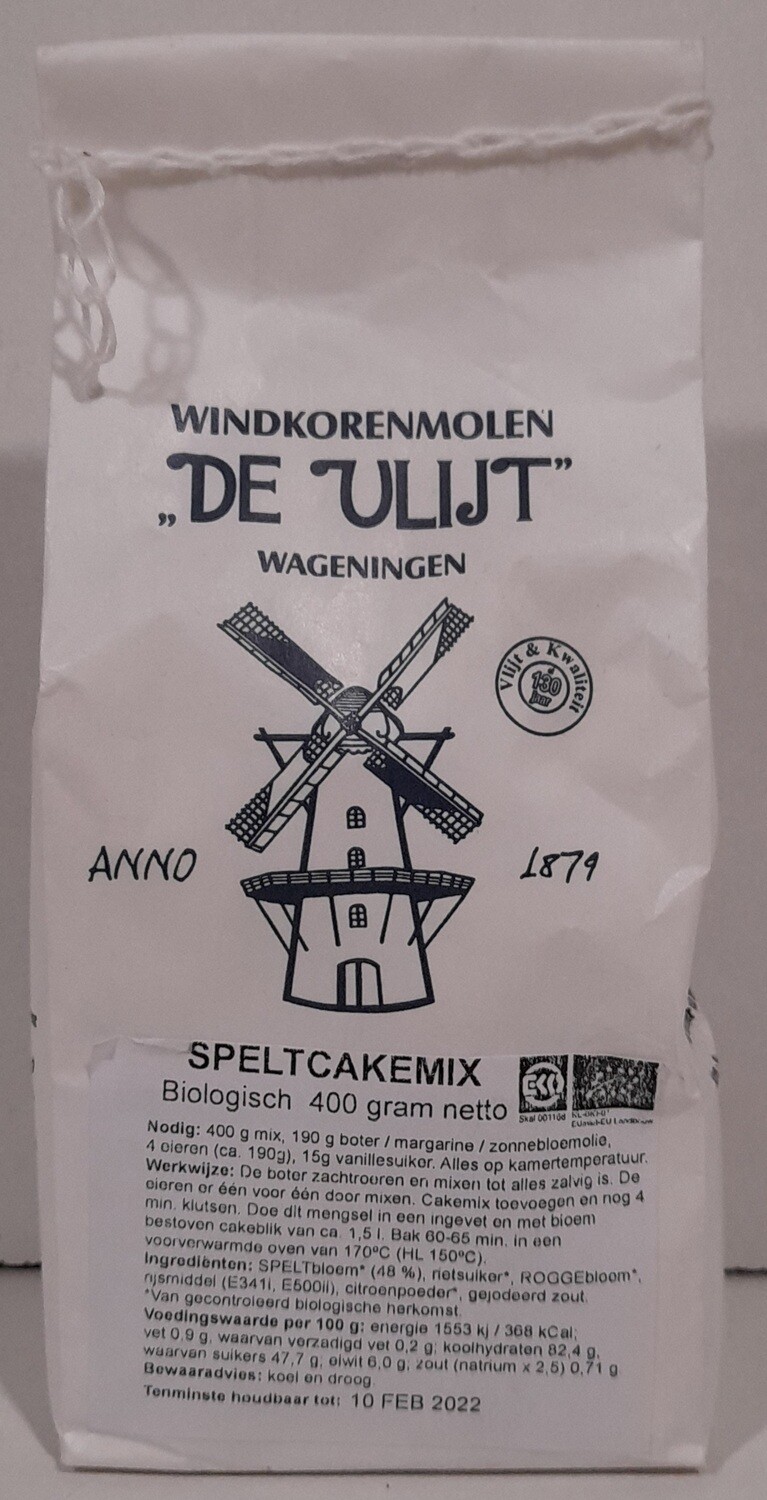 WINDKORENMOLEN
„DE VLIJT”
WAGENINGEN
Vlijt & Kwaliteit
130
jaar
ANNO 1879
SPELTCAKEMIX
Biologisch 400 gram netto
Skal 001108
Nodig: 400 g mix, 190 g boter / margarine / zonnebloemolie,
4 eieren (ca. 190g), 15g vanillesuiker. Alles op kamertemperatuur.
Werkwijze: De boter zachtroeren en mixen tot alles zalvig is. De
eieren er één voor één door mixen. Cakemix toevoegen en nog 4
min. klutsen. Doe dit mengsel in een ingevet en met bloem
bestoven cakeblik van ca. 1,5 l. Bak 60-65 min. in een
voorverwarmde oven van 170ºC (HL 150ºC).
Ingrediënten: SPELTbloem* (48 %), rietsuiker*, ROGGEbloem*,
rijsmiddel (E341i, E500ii), citroenpoeder*, gejodeerd zout.
*Van gecontroleerd biologische herkomst.
Voedingswaarde per 100 g: energie 1553 kj / 368 kCal;
vet 0,9 g, waarvan verzadigd vet 0,2 g; koolhydraten 82,4 g,
waarvan suikers 47,7 g; eiwit 6,0 g; zout (natrium x 2,5) 0,71 g
Bewaaradvies: koel en droog.
Tenminste houdbaar tot: 10 FEB 2022